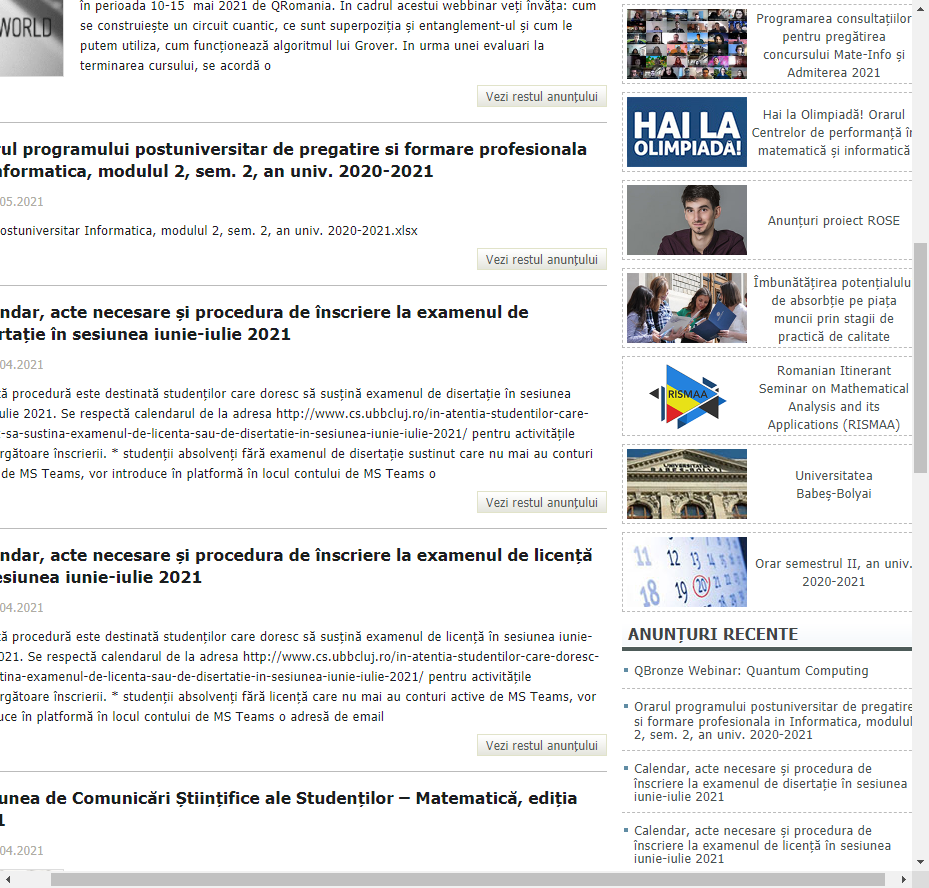 WORLD
în perioada 10-15 mai 2021 de QRomania. In cadrul acestui webbinar veți învăța: cum
se construiește un circuit cuantic, ce sunt superpoziția și entanglement-ul și cum le
putem utiliza, cum funcționează algoritmul lui Grover. In urma unei evaluari la
terminarea cursului, se acordă o
Vezi restul anunțului
rul programului postuniversitar de pregatire si formare profesionala
nformatica, modulul 2, sem. 2, an univ. 2020-2021
05.2021
ostuniversitar Informatica, modulul 2, sem. 2, an univ. 2020-2021.xlsx
Vezi restul anunțului
ndar, acte necesare și procedura de înscriere la examenul de
rtație în sesiunea iunie-iulie 2021
04.2021
tă procedură este destinată studenților care doresc să susțină examenul de disertație în sesiunea
ulie 2021. Se respectă calendarul de la adresa http://www.cs.ubbcluj.ro/in-atentia-studentilor-care-
-sa-sustina-examenul-de-licenta-sau-de-disertatie-in-sesiunea-iunie-iulie-2021/ pentru activitățile
rgătoare înscrierii. * studenții absolvenți fără examenul de disertație sustinut care nu mai au conturi
de MS Teams, vor introduce în platformă în locul contului de MS Teams o
Vezi restul anunțului
ndar, acte necesare și procedura de înscriere la examenul de licență
esiunea iunie-iulie 2021
04.2021
tă procedură este destinată studenților care doresc să susțină examenul de licență în sesiunea iunie-
021. Se respectă calendarul de la adresa http://www.cs.ubbcluj.ro/in-atentia-studentilor-care-doresc-
tina-examenul-de-licenta-sau-de-disertatie-in-sesiunea-iunie-iulie-2021/ pentru activitățile
rgătoare înscrierii. * studenții absolvenți fără licență care nu mai au conturi active de MS Teams, vor
uce în platformă în locul contului de MS Teams o adresă de email
Vezi restul anunțului
unea de Comunicări Științifice ale Studenților – Matematică, ediția
1
04.2021
Programarea consultațiilor
pentru pregătirea
concursului Mate-Info și
Admiterea 2021
HAI LA
OLIMPIADĂ!
Hai la Olimpiadă! Orarul
Centrelor de performanță în
matematică și informatică
Anunțuri proiect ROSE
Îmbunătățirea potențialului
de absorbție pe piața
muncii prin stagii de
practică de calitate
RISMAA
Romanian Itinerant
Seminar on Mathematical
Analysis and its
Applications (RISMAA)
UNIVERSITATEA
BABEȘ-BOLYAI
Universitatea
Babeș-Bolyai
12 13 14 15
18 19 20 21 22
Orar semestrul II, an univ.
2020-2021
ANUNȚURI RECENTE
QBronze Webinar: Quantum Computing
Orarul programului postuniversitar de pregatire
si formare profesionala in Informatica, modulul
2, sem. 2, an univ. 2020-2021
Calendar, acte necesare și procedura de
înscriere la examenul de disertație în sesiunea
iunie-iulie 2021
Calendar, acte necesare și procedura de
înscriere la examenul de licență în sesiunea
iunie-iulie 2021